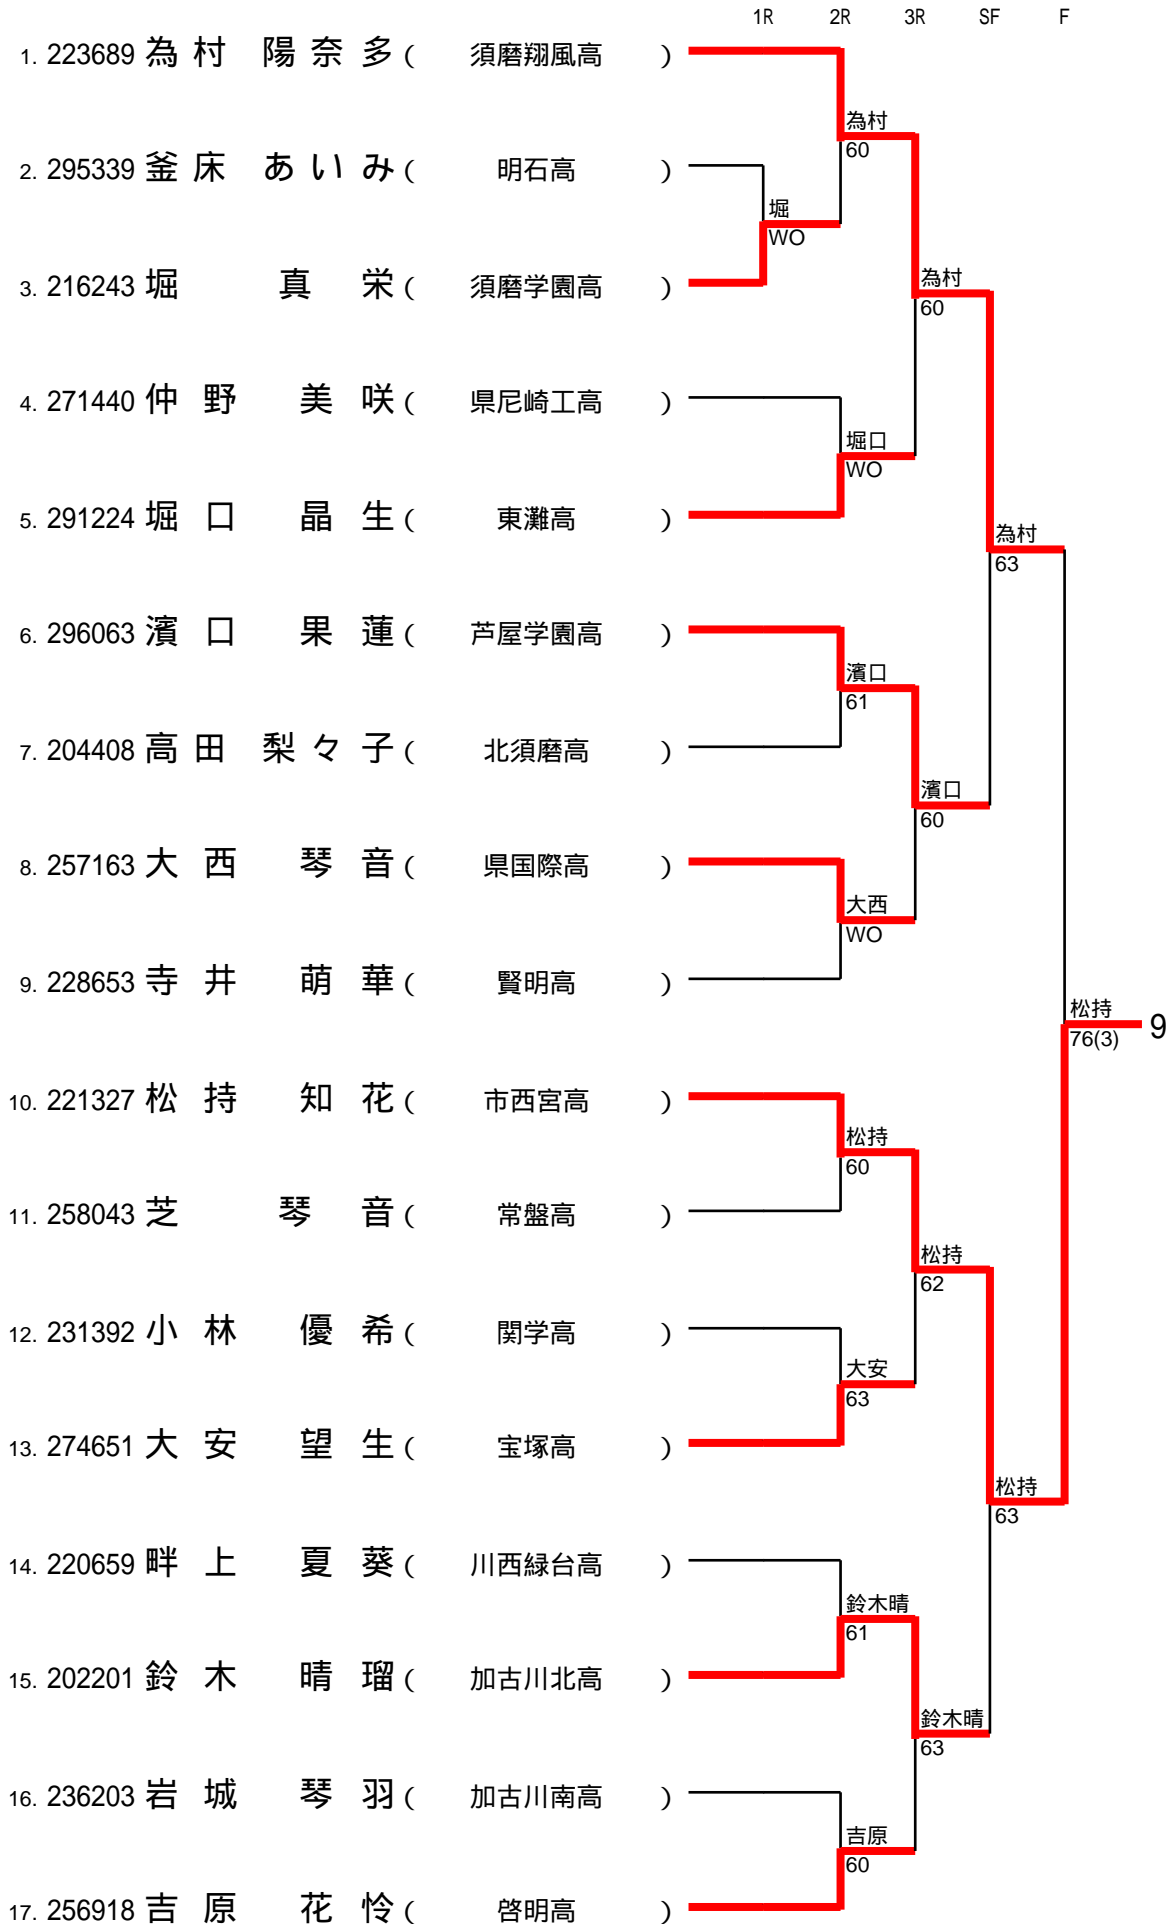 1R 2R 3R SF F
1. 223689 為村 陽奈多 ( 須磨翔風高 )
為村
60
2. 295339 釜床 あいみ ( 明石高 )
堀
WO
3. 216243 堀 真栄 ( 須磨学園高 )
為村
60
4. 271440 仲野 美咲 ( 県尼崎工高 )
堀口
WO
5. 291224 堀口 晶生 ( 東灘高 )
為村
63
6. 296063 濱口 果蓮 ( 芦屋学園高 )
濱口
61
7. 204408 高田 梨々子 ( 北須磨高 )
濱口
60
8. 257163 大西 琴音 ( 県国際高 )
大西
WO
9. 228653 寺井 萌華 ( 賢明高 )
松持
76(3)
9
10. 221327 松持 知花 ( 市西宮高 )
松持
60
11. 258043 芝 琴音 ( 常盤高 )
松持
62
12. 231392 小林 優希 ( 関学高 )
大安
63
13. 274651 大安 望生 ( 宝塚高 )
松持
63
14. 220659 畔上 夏葵 ( 川西緑台高 )
鈴木晴
61
15. 202201 鈴木 晴瑠 ( 加古川北高 )
鈴木晴
63
16. 236203 岩城 琴羽 ( 加古川南高 )
吉原
60
17. 256918 吉原 花怜 ( 啓明高 )